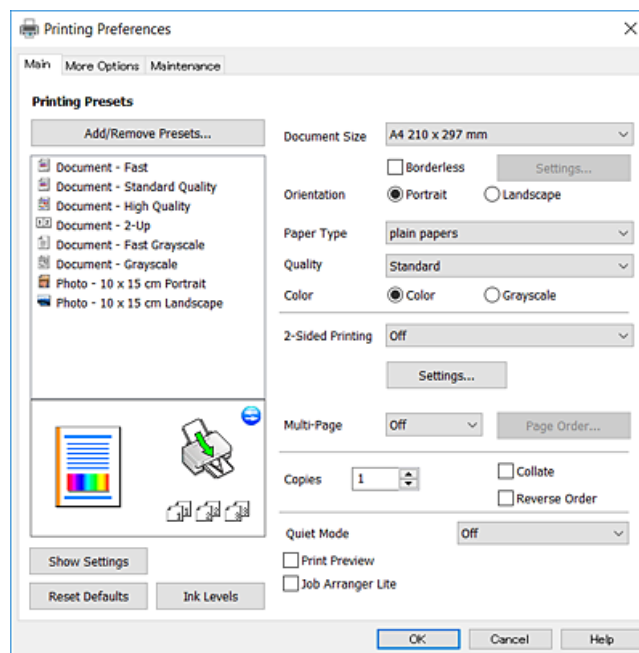 Printing Preferences
Main More Options Maintenance
Printing Presets
Add/Remove Presets...
Document - Fast
Document - Standard Quality
Document - High Quality
Document - 2-Up
Document - Fast Grayscale
Document - Grayscale
Photo - 10 x 15 cm Portrait
Photo - 10 x 15 cm Landscape
Show Settings
Reset Defaults Ink Levels
Document Size A4 210 x 297 mm
Borderless Settings...
Orientation Portrait Landscape
Paper Type plain papers
Quality Standard
Color Color Grayscale
2-Sided Printing Off
Settings...
Multi-Page Off Page Order...
Copies 1 Collate
Reverse Order
Quiet Mode Off
Print Preview
Job Arranger Lite
OK Cancel Help